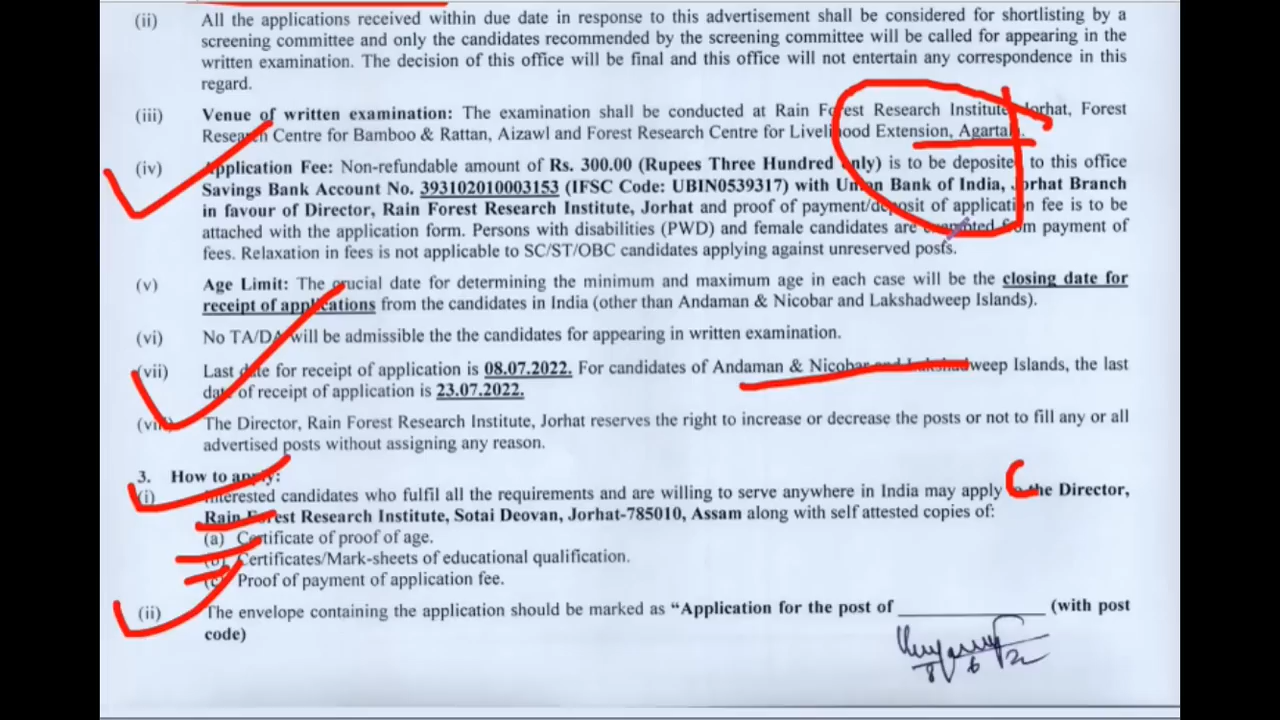 (ii) All the applications received within due date in response to this advertisement shall be considered for shortlisting by a
screening committee and only the candidates recommended by the screening committee will be called for appearing in the
written examination. The decision of this office will be final and this office will not entertain any correspondence in this
regard.
(iii) Venue of written examination: The examination shall be conducted at Rain Forest Research Institute, Jorhat, Forest
Research Centre for Bamboo & Rattan, Aizawl and Forest Research Centre for Livelihood Extension, Agartala.
(iv) Application Fee: Non-refundable amount of Rs. 300.00 (Rupees Three Hundred only) is to be deposited to this office
Savings Bank Account No. 393102010003153 (IFSC Code: UBIN0539317) with Union Bank of India, Jorhat Branch
in favour of Director, Rain Forest Research Institute, Jorhat and proof of payment/deposit of application fee is to be
attached with the application form. Persons with disabilities (PWD) and female candidates are exempted from payment of
fees. Relaxation in fees is not applicable to SC/ST/OBC candidates applying against unreserved posts.
(v) Age Limit: The crucial date for determining the minimum and maximum age in each case will be the closing date for
receipt of applications from the candidates in India (other than Andaman & Nicobar and Lakshadweep Islands).
(vi) No TA/DA will be admissible the the candidates for appearing in written examination.
(vii) Last date for receipt of application is 08.07.2022. For candidates of Andaman & Nicobar and Lakshadweep Islands, the last
date of receipt of application is 23.07.2022.
(viii) The Director, Rain Forest Research Institute, Jorhat reserves the right to increase or decrease the posts or not to fill any or all
advertised posts without assigning any reason.
3. How to apply:
(i) Interested candidates who fulfil all the requirements and are willing to serve anywhere in India may apply to the Director,
Rain Forest Research Institute, Sotai Deovan, Jorhat-785010, Assam along with self attested copies of:
(a) Certificate of proof of age.
(b) Certificates/Mark-sheets of educational qualification.
(c) Proof of payment of application fee.
(ii) The envelope containing the application should be marked as “Application for the post of ____________ (with post
code)